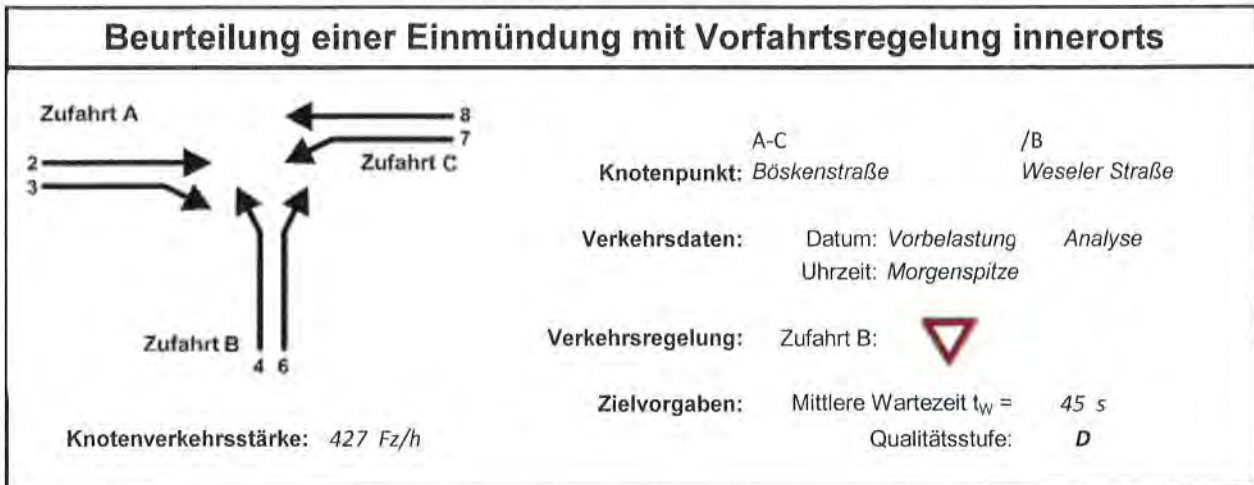 Beurteilung einer Einmündung mit Vorfahrtsregelung innerorts
Zufahrt A
8
7
Zufahrt C
2
3
Zufahrt B
4 6
Knotenverkehrsstärke: 427 Fz/h
A-C /B
Knotenpunkt: Böskenstraße Weseler Straße
Verkehrsdaten: Datum: Vorbelastung Analyse
Uhrzeit: Morgenspitze
Verkehrsregelung: Zufahrt B:
Zielvorgaben: Mittlere Wartezeit tW = 45 s
Qualitätsstufe: D